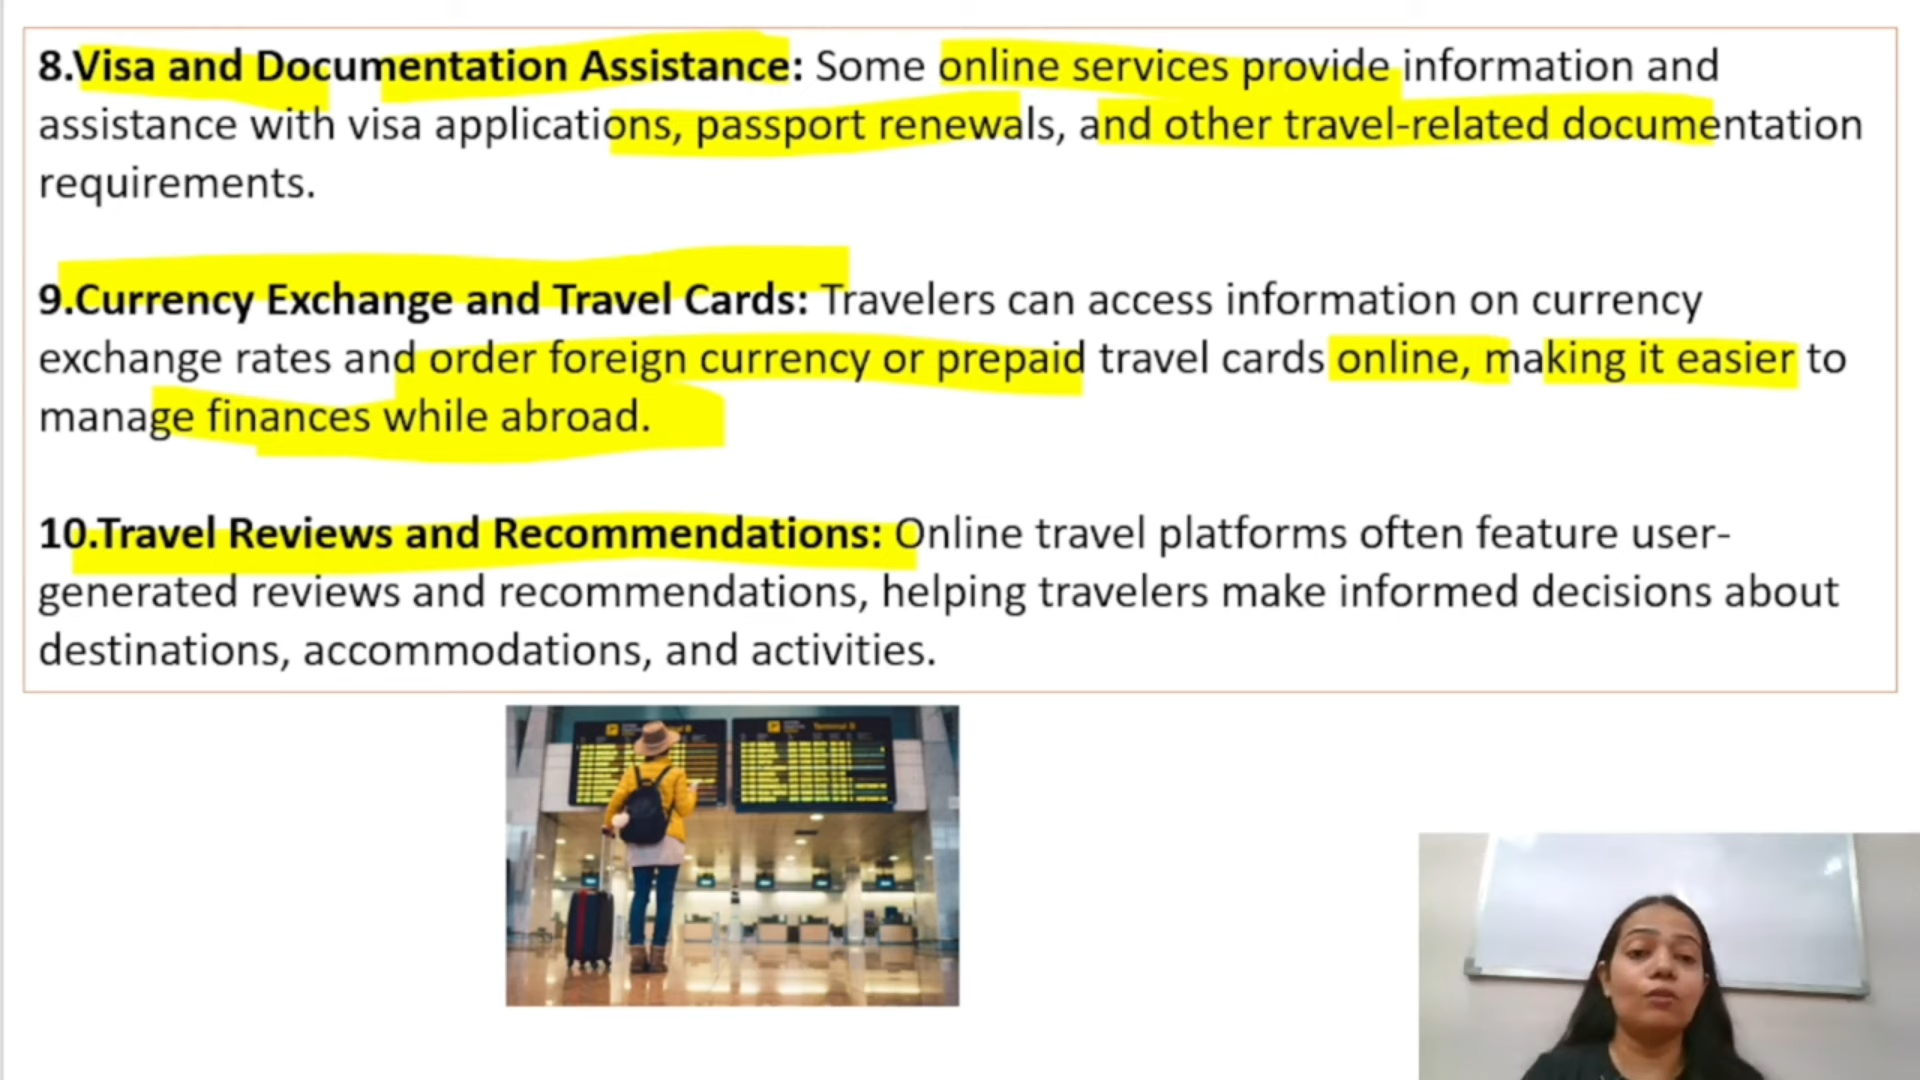 8.Visa and Documentation Assistance: Some online services provide information and
assistance with visa applications, passport renewals, and other travel-related documentation
requirements.
9.Currency Exchange and Travel Cards: Travelers can access information on currency
exchange rates and order foreign currency or prepaid travel cards online, making it easier to
manage finances while abroad.
10.Travel Reviews and Recommendations: Online travel platforms often feature user-
generated reviews and recommendations, helping travelers make informed decisions about
destinations, accommodations, and activities.